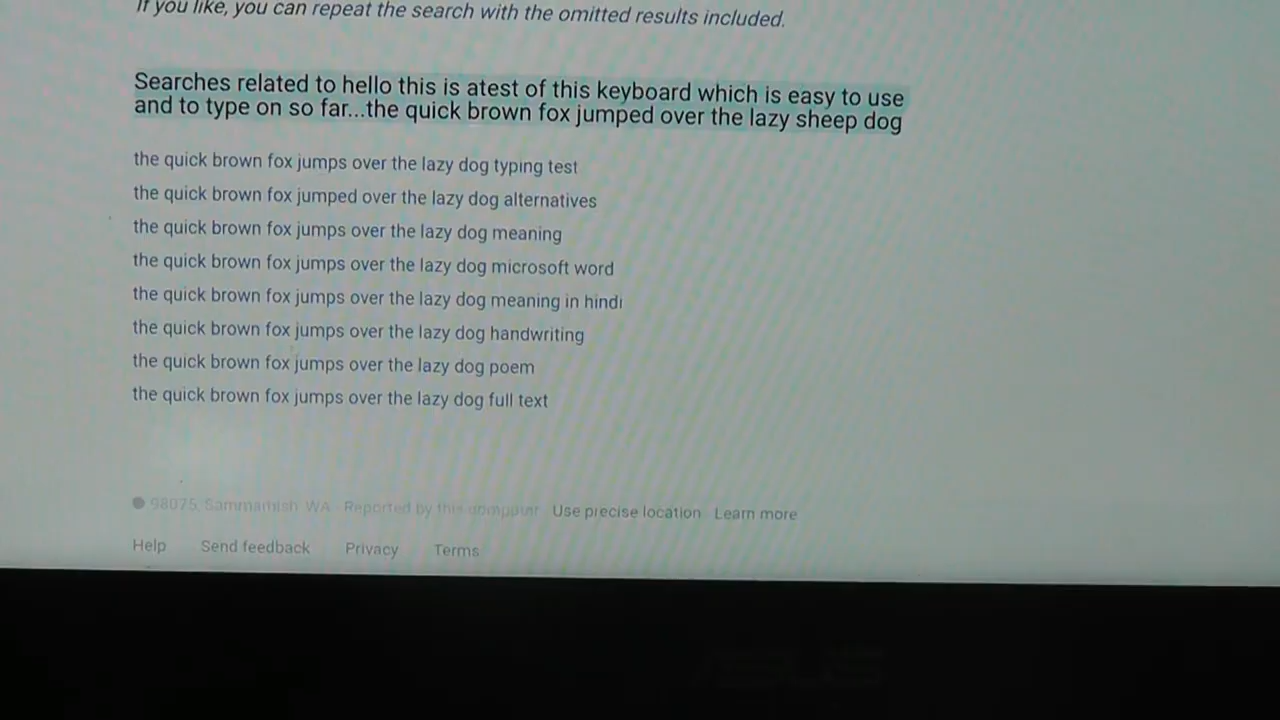 If you like, you can repeat the search with the omitted results included.
Searches related to hello this is atest of this keyboard which is easy to use
and to type on so far...the quick brown fox jumped over the lazy sheep dog
the quick brown fox jumps over the lazy dog typing test
the quick brown fox jumped over the lazy dog alternatives
the quick brown fox jumps over the lazy dog meaning
the quick brown fox jumps over the lazy dog microsoft word
the quick brown fox jumps over the lazy dog meaning in hindi
the quick brown fox jumps over the lazy dog handwriting
the quick brown fox jumps over the lazy dog poem
the quick brown fox jumps over the lazy dog full text
98075, Sammamish, WA - Reported by this computer - Use precise location - Learn more
Help Send feedback Privacy Terms
ASUS